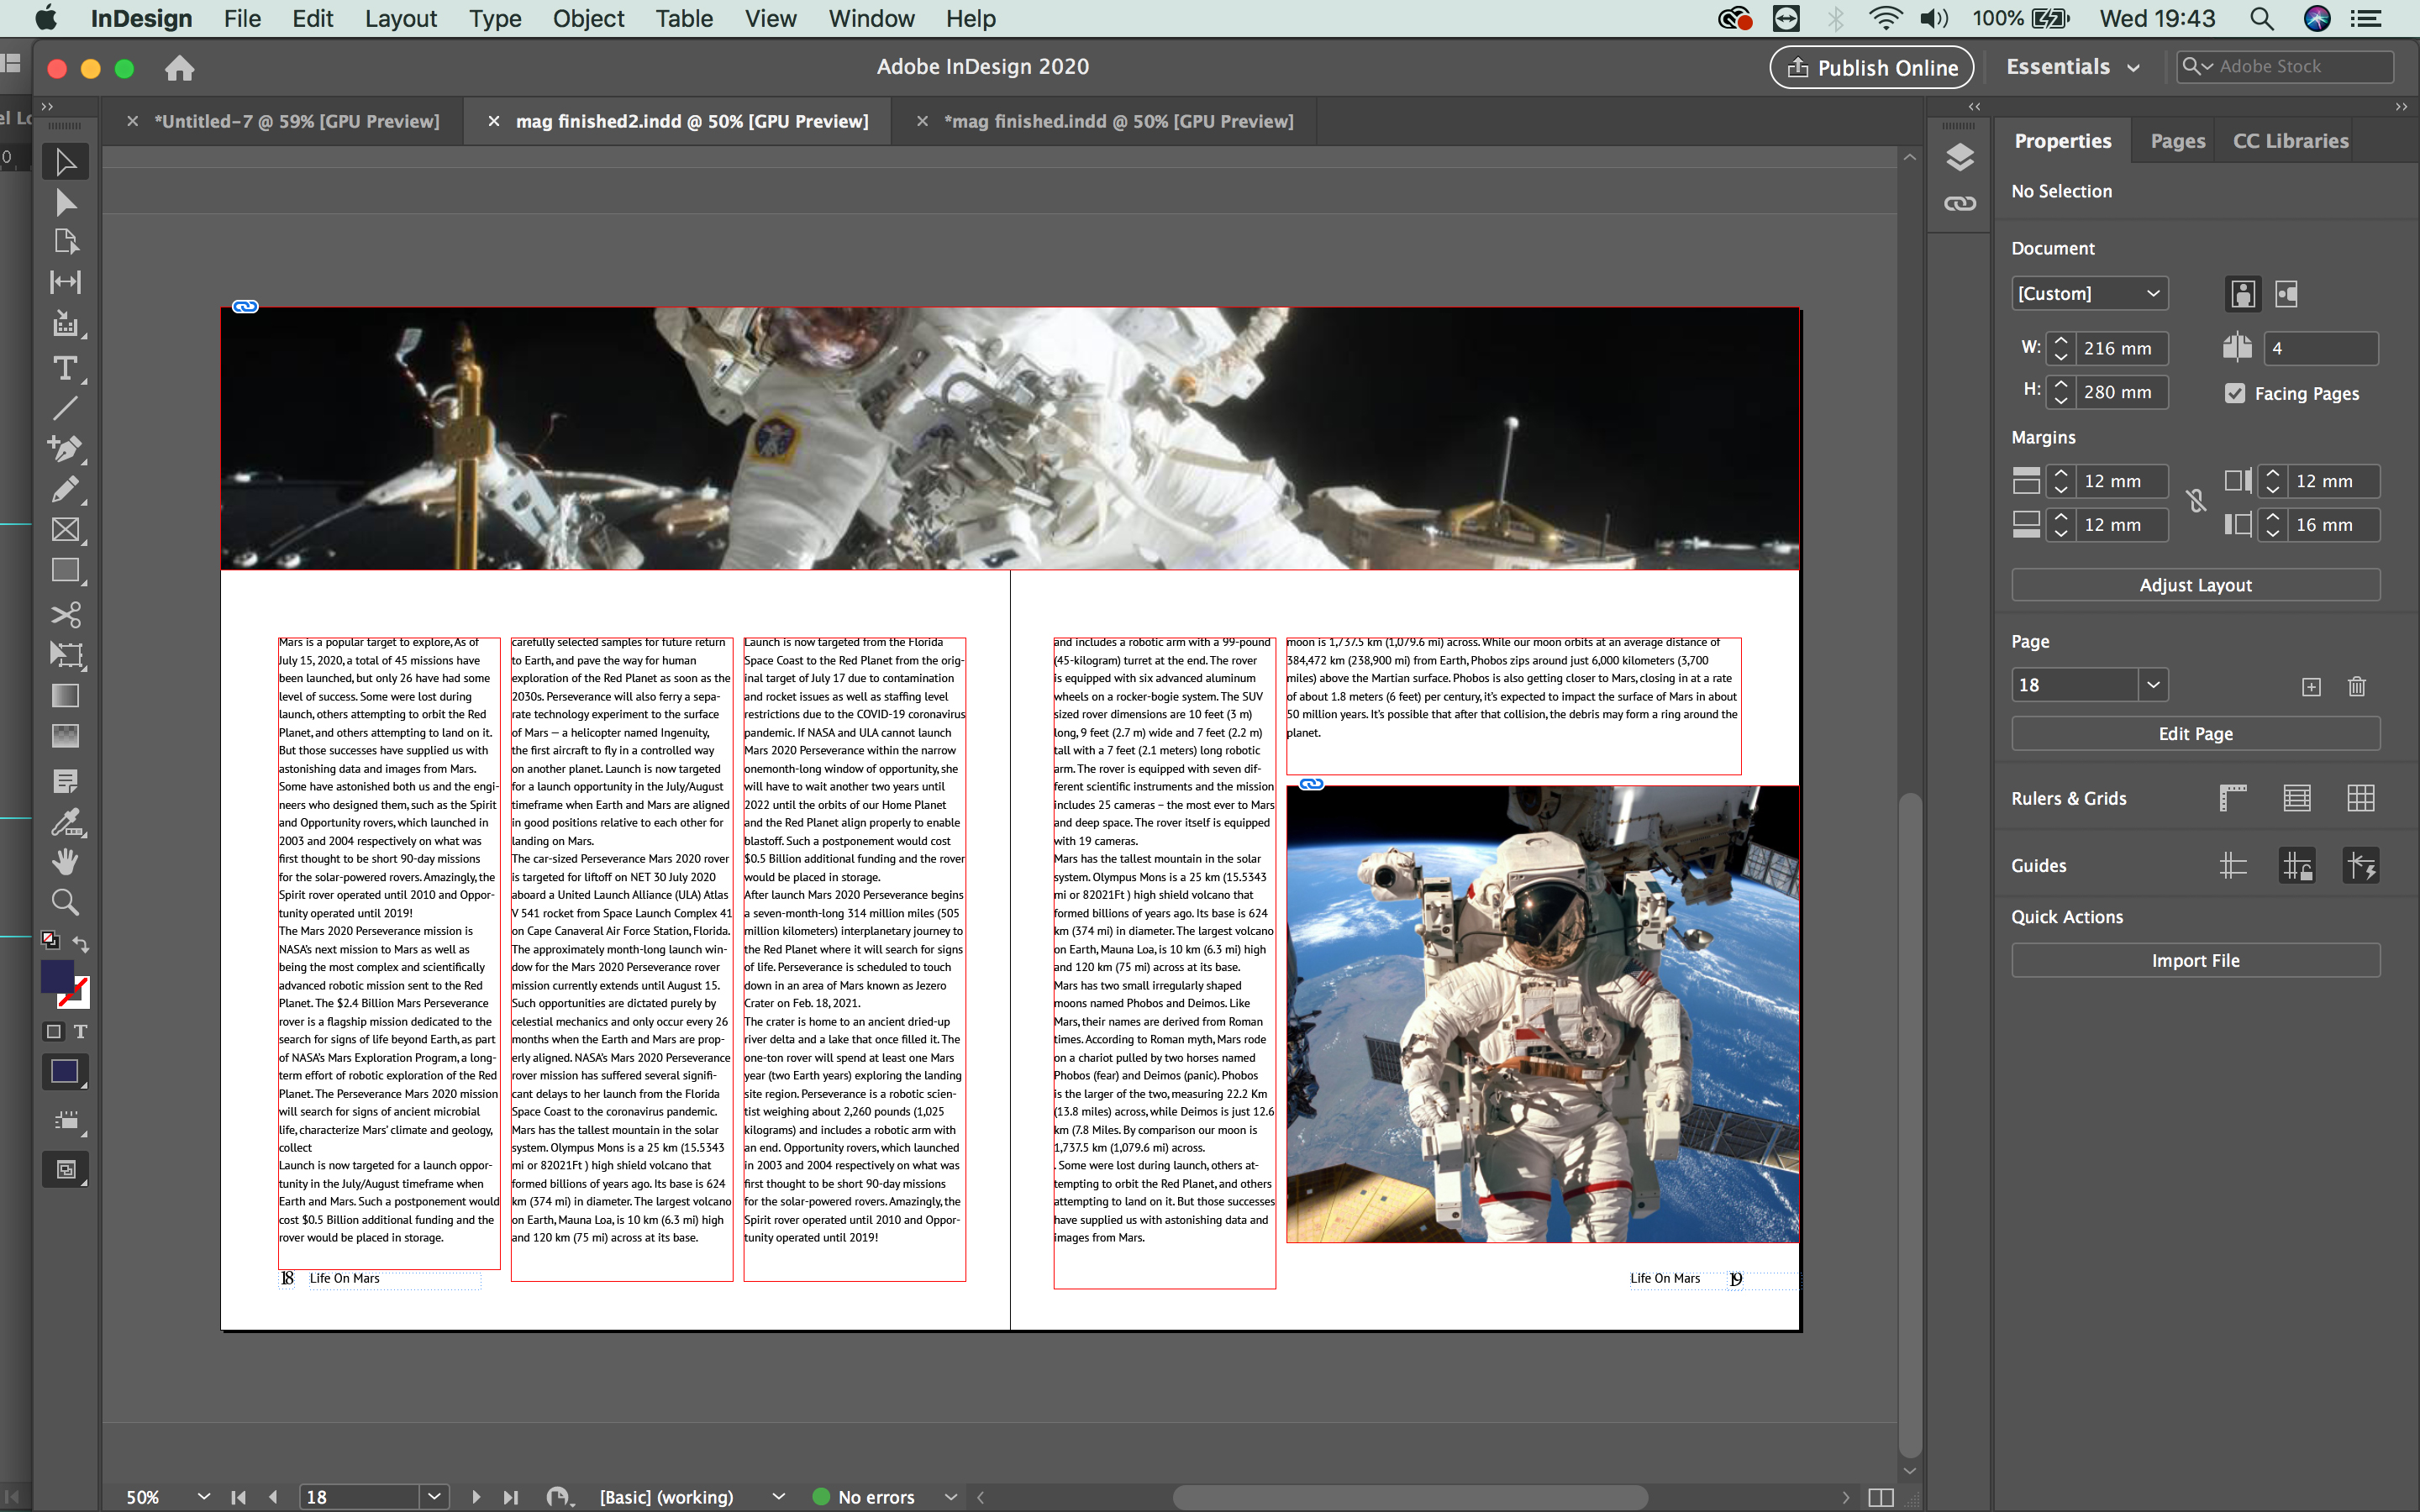 InDesign File Edit Layout Type Object Table View Window Help 100% Wed 19:43
Adobe InDesign 2020 Publish Online Essentials Adobe Stock
*Untitled-7 @ 59% [GPU Preview] mag finished2.indd @ 50% [GPU Preview] *mag finished.indd @ 50% [GPU Preview]
Mars is a popular target to explore, As of
July 15, 2020, a total of 45 missions have
been launched, but only 26 have had some
level of success. Some were lost during
launch, others attempting to orbit the Red
Planet, and others attempting to land on it.
But those successes have supplied us with
astonishing data and images from Mars.
Some have astonished both us and the engi-
neers who designed them, such as the Spirit
and Opportunity rovers, which launched in
2003 and 2004 respectively on what was
first thought to be short 90-day missions
for the solar-powered rovers. Amazingly, the
Spirit rover operated until 2010 and Oppor-
tunity operated until 2019!
The Mars 2020 Perseverance mission is
NASA's next mission to Mars as well as
being the most complex and scientifically
advanced robotic mission sent to the Red
Planet. The $2.4 Billion Mars Perseverance
rover is a flagship mission dedicated to the
search for signs of life beyond Earth, as part
of NASA's Mars Exploration Program, a long-
term effort of robotic exploration of the Red
Planet. The Perseverance Mars 2020 mission
will search for signs of ancient microbial
life, characterize Mars' climate and geology,
collect
Launch is now targeted for a launch oppor-
tunity in the July/August timeframe when
Earth and Mars. Such a postponement would
cost $0.5 Billion additional funding and the
rover would be placed in storage.
carefully selected samples for future return
to Earth, and pave the way for human
exploration of the Red Planet as soon as the
2030s. Perseverance will also ferry a sepa-
rate technology experiment to the surface
of Mars — a helicopter named Ingenuity,
the first aircraft to fly in a controlled way
on another planet. Launch is now targeted
for a launch opportunity in the July/August
timeframe when Earth and Mars are aligned
in good positions relative to each other for
landing on Mars.
The car-sized Perseverance Mars 2020 rover
is targeted for liftoff on NET 30 July 2020
aboard a United Launch Alliance (ULA) Atlas
V 541 rocket from Space Launch Complex 41
on Cape Canaveral Air Force Station, Florida.
The approximately month-long launch win-
dow for the Mars 2020 Perseverance rover
mission currently extends until August 15.
Such opportunities are dictated purely by
celestial mechanics and only occur every 26
months when the Earth and Mars are prop-
erly aligned. NASA's Mars 2020 Perseverance
rover mission has suffered several signifi-
cant delays to her launch from the Florida
Space Coast to the coronavirus pandemic.
Mars has the tallest mountain in the solar
system. Olympus Mons is a 25 km (15.5343
mi or 82021Ft ) high shield volcano that
formed billions of years ago. Its base is 624
km (374 mi) in diameter. The largest volcano
on Earth, Mauna Loa, is 10 km (6.3 mi) high
and 120 km (75 mi) across at its base.
Launch is now targeted from the Florida
Space Coast to the Red Planet from the orig-
inal target of July 17 due to contamination
and rocket issues as well as staffing level
restrictions due to the COVID-19 coronavirus
pandemic. If NASA and ULA cannot launch
Mars 2020 Perseverance within the narrow
onemonth-long window of opportunity, she
will have to wait another two years until
2022 until the orbits of our Home Planet
and the Red Planet align properly to enable
blastoff. Such a postponement would cost
$0.5 Billion additional funding and the rover
would be placed in storage.
After launch Mars 2020 Perseverance begins
a seven-month-long 314 million miles (505
million kilometers) interplanetary journey to
the Red Planet where it will search for signs
of life. Perseverance is scheduled to touch
down in an area of Mars known as Jezero
Crater on Feb. 18, 2021.
The crater is home to an ancient dried-up
river delta and a lake that once filled it. The
one-ton rover will spend at least one Mars
year (two Earth years) exploring the landing
site region. Perseverance is a robotic scien-
tist weighing about 2,260 pounds (1,025
kilograms) and includes a robotic arm with
an end. Opportunity rovers, which launched
in 2003 and 2004 respectively on what was
first thought to be short 90-day missions
for the solar-powered rovers. Amazingly, the
Spirit rover operated until 2010 and Oppor-
tunity operated until 2019!
18 Life On Mars
and includes a robotic arm with a 99-pound
(45-kilogram) turret at the end. The rover
is equipped with six advanced aluminum
wheels on a rocker-bogie system. The SUV
sized rover dimensions are 10 feet (3 m)
long, 9 feet (2.7 m) wide and 7 feet (2.2 m)
tall with a 7 feet (2.1 meters) long robotic
arm. The rover is equipped with seven dif-
ferent scientific instruments and the mission
includes 25 cameras – the most ever to Mars
and deep space. The rover itself is equipped
with 19 cameras.
Mars has the tallest mountain in the solar
system. Olympus Mons is a 25 km (15.5343
mi or 82021Ft ) high shield volcano that
formed billions of years ago. Its base is 624
km (374 mi) in diameter. The largest volcano
on Earth, Mauna Loa, is 10 km (6.3 mi) high
and 120 km (75 mi) across at its base.
Mars has two small irregularly shaped
moons named Phobos and Deimos. Like
Mars, their names are derived from Roman
times. According to Roman myth, Mars rode
on a chariot pulled by two horses named
Phobos (fear) and Deimos (panic). Phobos
is the larger of the two, measuring 22.2 Km
(13.8 miles) across, while Deimos is just 12.6
km (7.8 Miles. By comparison our moon is
1,737.5 km (1,079.6 mi) across.
. Some were lost during launch, others at-
tempting to orbit the Red Planet, and others
attempting to land on it. But those successes
have supplied us with astonishing data and
images from Mars.
moon is 1,737.5 km (1,079.6 mi) across. While our moon orbits at an average distance of
384,472 km (238,900 mi) from Earth, Phobos zips around just 6,000 kilometers (3,700
miles) above the Martian surface. Phobos is also getting closer to Mars, closing in at a rate
of about 1.8 meters (6 feet) per century, it's expected to impact the surface of Mars in about
50 million years. It's possible that after that collision, the debris may form a ring around the
planet.
Life On Mars 19
Properties Pages CC Libraries
No Selection
Document
[Custom]
W: 216 mm 4
H: 280 mm Facing Pages
Margins
12 mm 12 mm
12 mm 16 mm
Adjust Layout
Page
18
Edit Page
Rulers & Grids
Guides
Quick Actions
Import File
50% 18 [Basic] (working) No errors